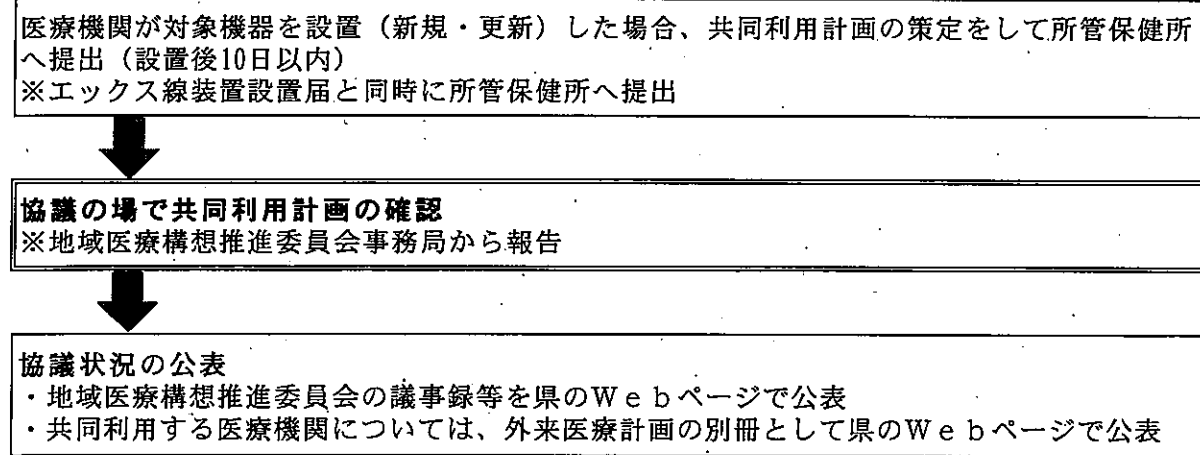 医療機関が対象機器を設置（新規・更新）した場合、共同利用計画の策定をして所管保健所
へ提出（設置後10日以内）
※エックス線装置設置届と同時に所管保健所へ提出
協議の場で共同利用計画の確認
※地域医療構想推進委員会事務局から報告
協議状況の公表
・地域医療構想推進委員会の議事録等を県のＷｅｂページで公表
・共同利用する医療機関については、外来医療計画の別冊として県のＷｅｂページで公表